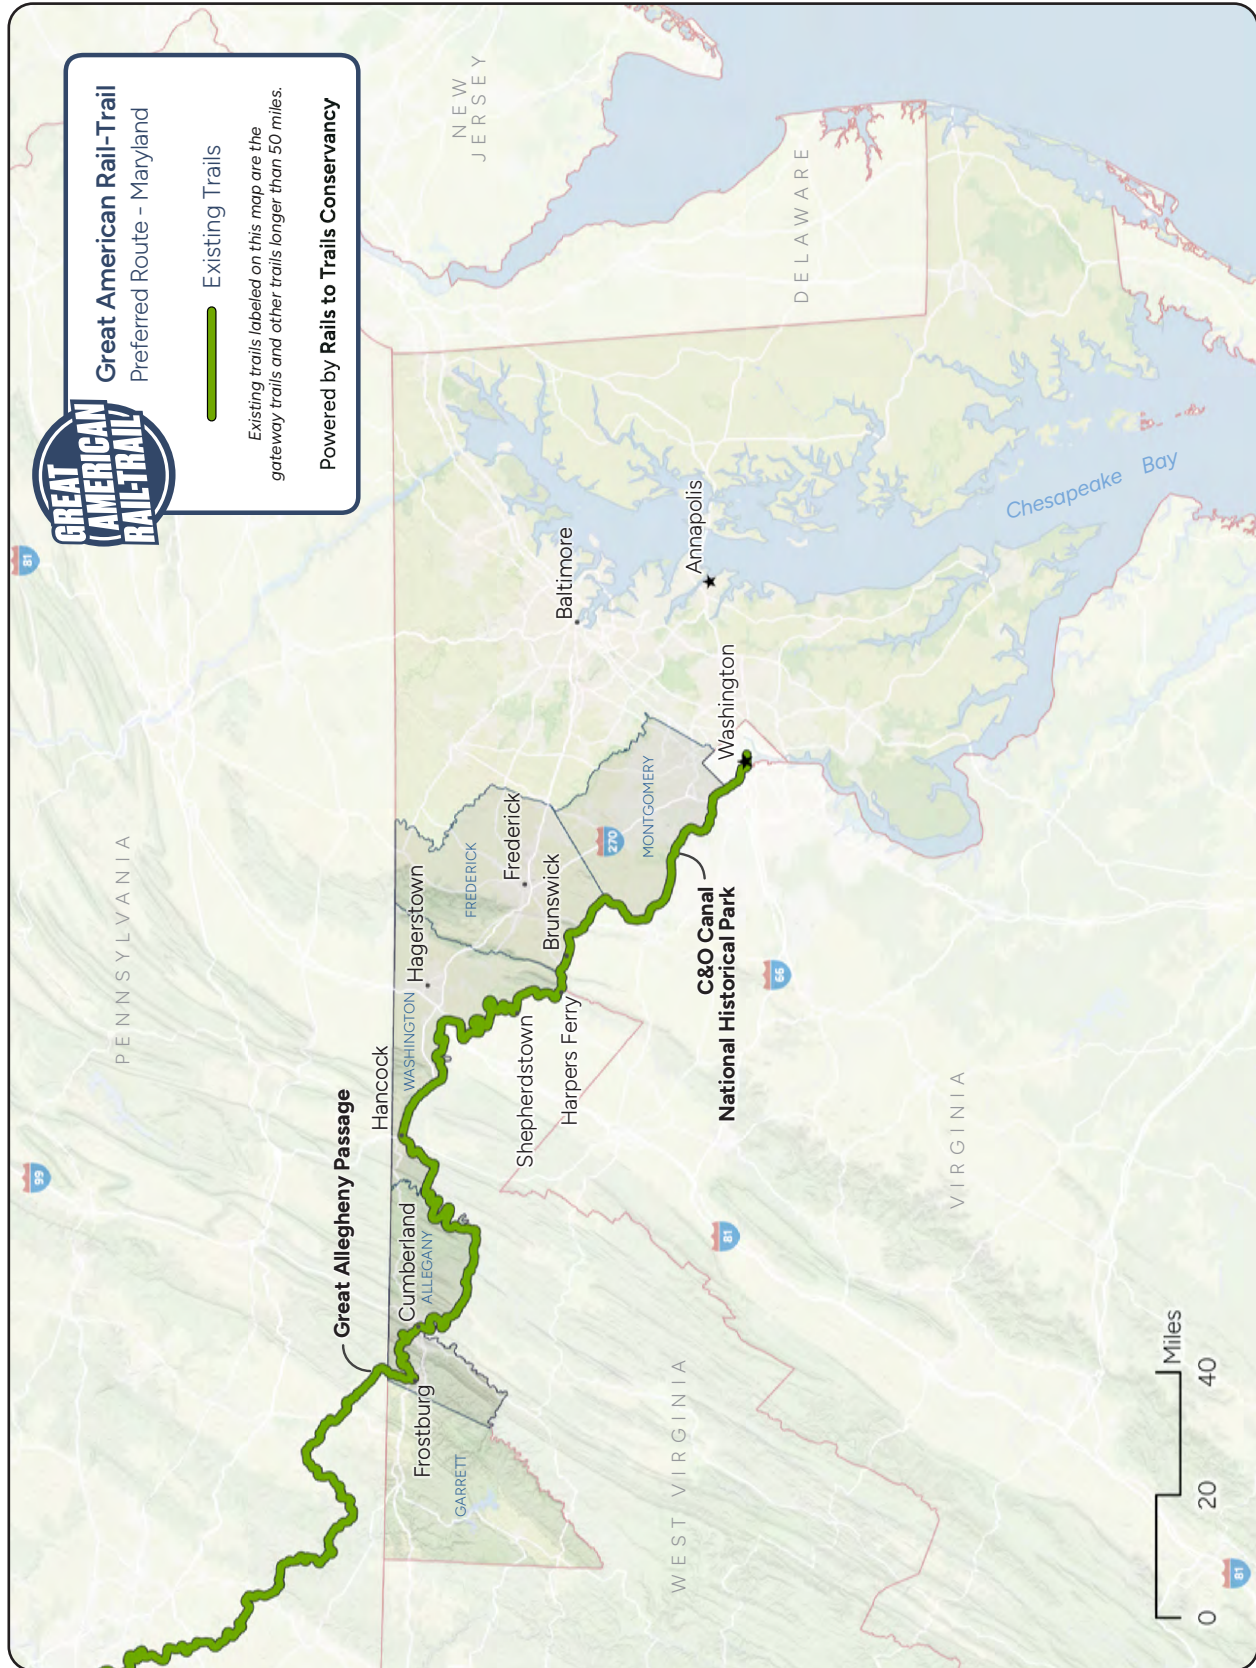 GREAT
AMERICAN
RAIL-TRAIL
Great American Rail-Trail
Preferred Route - Maryland
Existing Trails
Existing trails labeled on this map are the
gateway trails and other trails longer than 50 miles.
Powered by Rails to Trails Conservancy
99
81
PENNSYLVANIA
NEW
JERSEY
Great Allegheny Passage
Hancock
WASHINGTON
Hagerstown
Cumberland
ALLEGANY
Frostburg
GARRETT
FREDERICK
Frederick
Brunswick
Shepherdstown
Harpers Ferry
270
MONTGOMERY
Baltimore
Annapolis
Washington
C&O Canal
National Historical Park
66
81
DELAWARE
WEST VIRGINIA
VIRGINIA
Chesapeake Bay
81
Miles
0 20 40